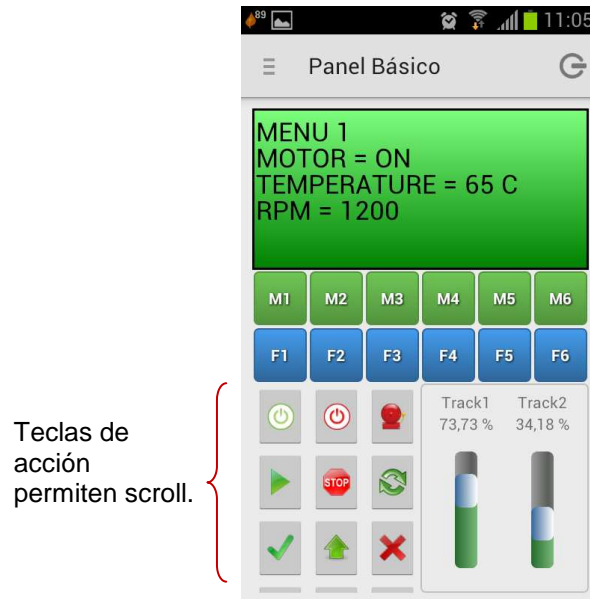 89
11:05
Panel Básico
MENU 1
MOTOR = ON
TEMPERATURE = 65 C
RPM = 1200
M1 M2 M3 M4 M5 M6
F1 F2 F3 F4 F5 F6
Track1 Track2
73,73 % 34,18 %
STOP
Teclas de
acción
permiten scroll.